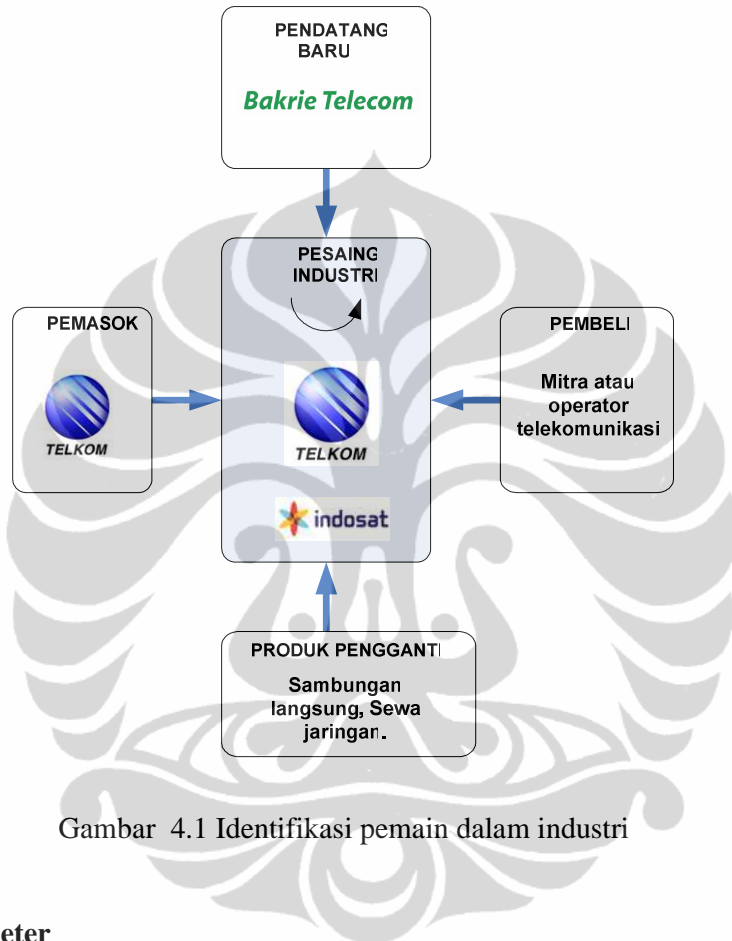 PENDATANG
BARU
Bakrie Telecom
PESAING
INDUSTRI
PEMASOK
TELKOM
TELKOM
indosat
PEMBELI
Mitra atau
operator
telekomunikasi
PRODUK PENGGANTI
Sambungan
langsung, Sewa
jaringan.
Gambar 4.1 Identifikasi pemain dalam industri
eter